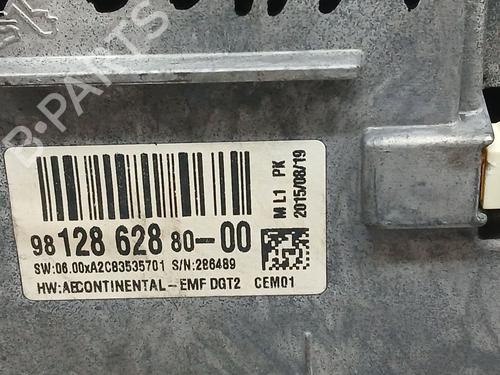 B-PARTS
98 128 628 80-00
M L1 PK
2015/08/19
SW:06.00xA2C83535701 S/N:286489
HW:AECONTINENTAL-EMF DGT2 CEM01